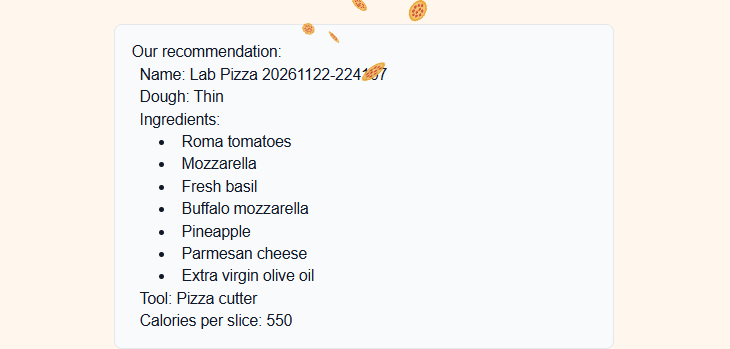 Our recommendation:
Name: Lab Pizza
Dough: Thin
Ingredients:
Roma tomatoes
Mozzarella
Fresh basil
Buffalo mozzarella
Pineapple
Parmesan cheese
Extra virgin olive oil
Tool: Pizza cutter
Calories per slice: 550